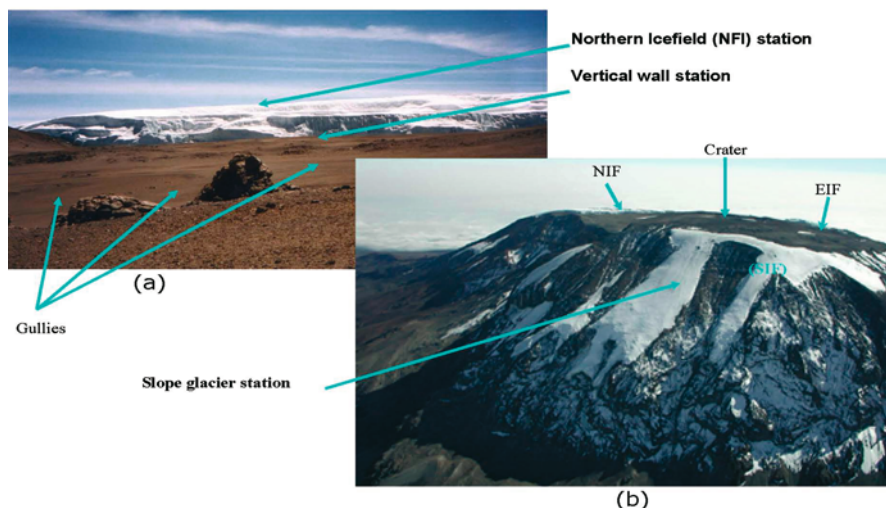 Northern Icefield (NFI) station
Vertical wall station
Crater
NIF
EIF
(SIF)
(a)
Gullies
Slope glacier station
(b)